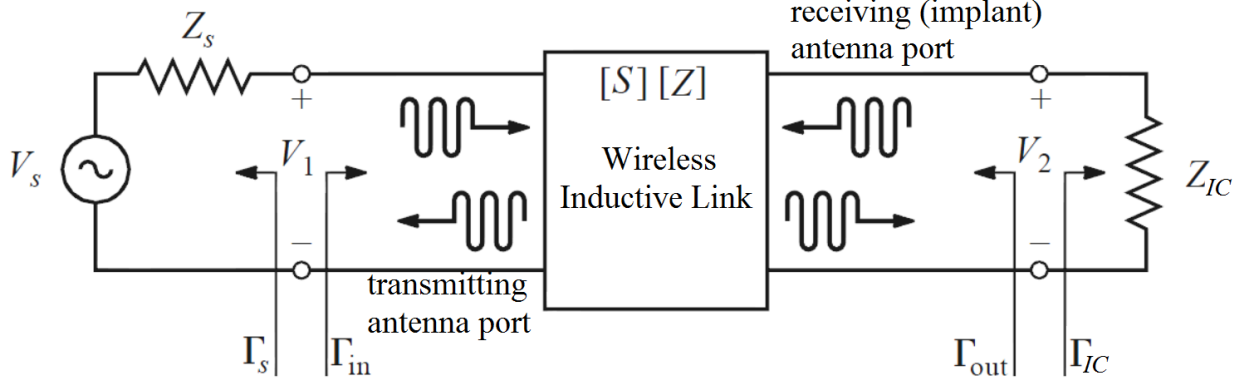 receiving (implant)
antenna port
Z_s
[S] [Z]
+
+
V_s
V_1
Wireless
Inductive Link
V_2
Z_IC
−
−
transmitting
antenna port
Γ_s
Γ_in
Γ_out
Γ_IC